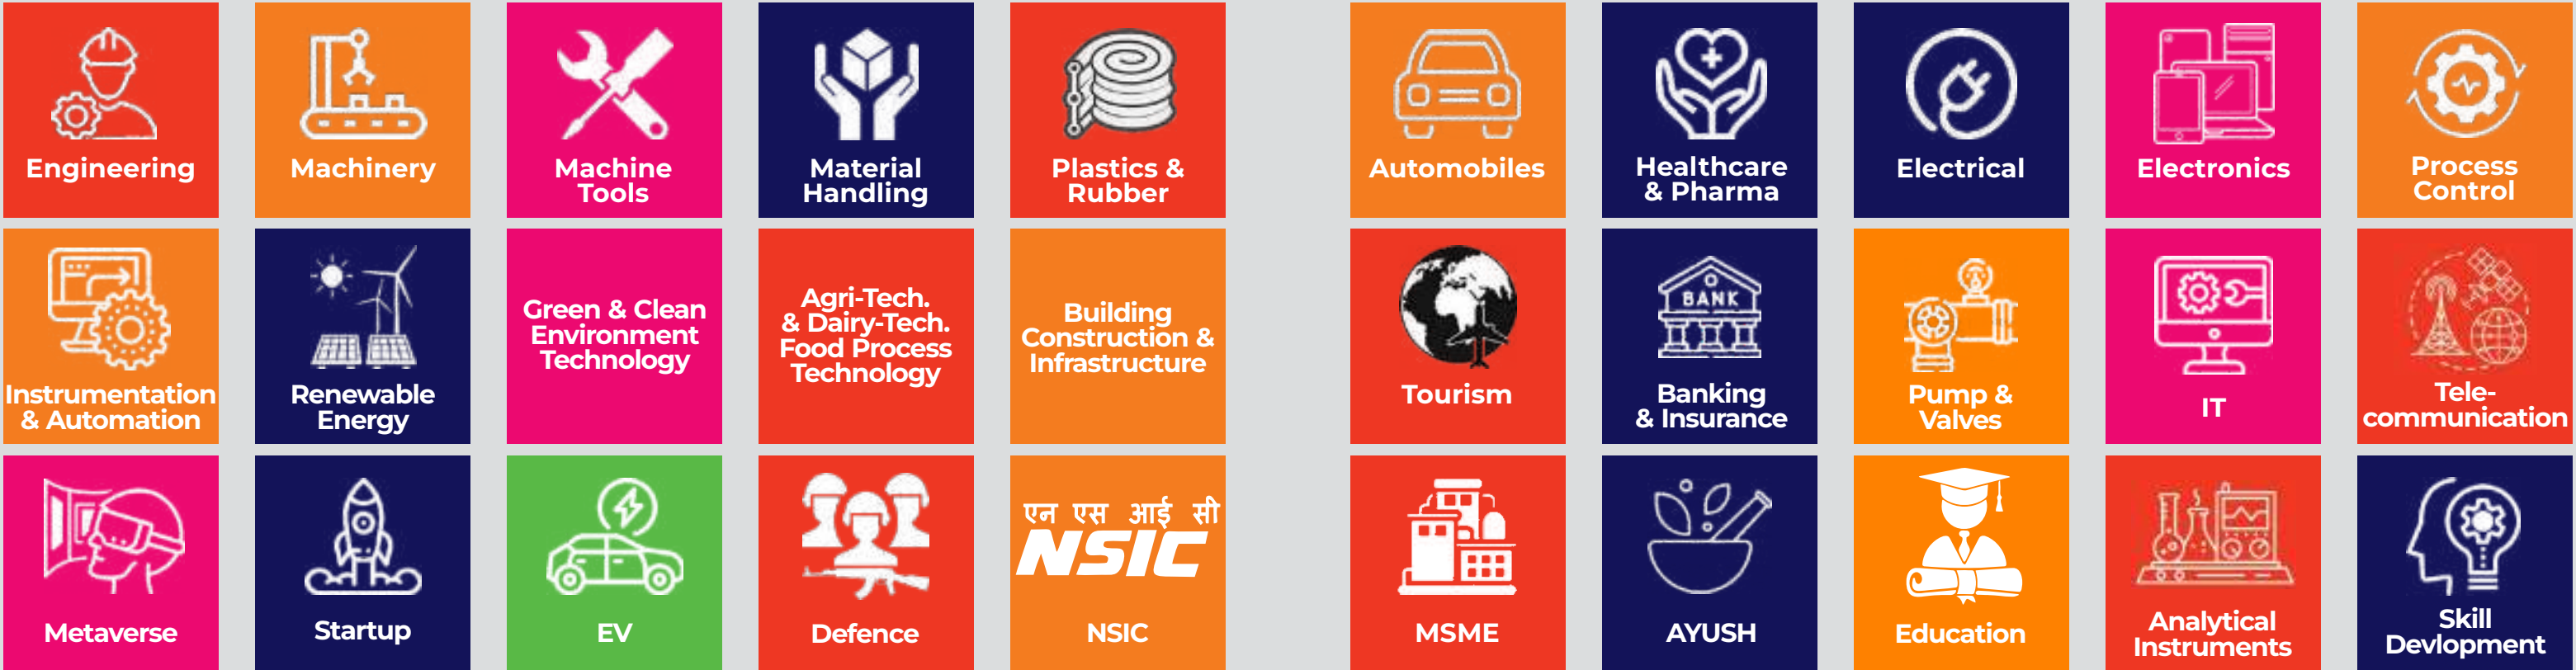 Engineering
Machinery
Machine
Tools
Material
Handling
Plastics &
Rubber
Automobiles
Healthcare
& Pharma
Electrical
Electronics
Process
Control
Instrumentation
& Automation
Renewable
Energy
Green & Clean
Environment
Technology
Agri-Tech.
& Dairy-Tech.
Food Process
Technology
Building
Construction &
Infrastructure
Tourism
BANK
Banking
& Insurance
Pump &
Valves
IT
Tele-
communication
Metaverse
Startup
EV
Defence
एन एस आई सी
NSIC
NSIC
MSME
AYUSH
Education
Analytical
Instruments
Skill
Devlopment